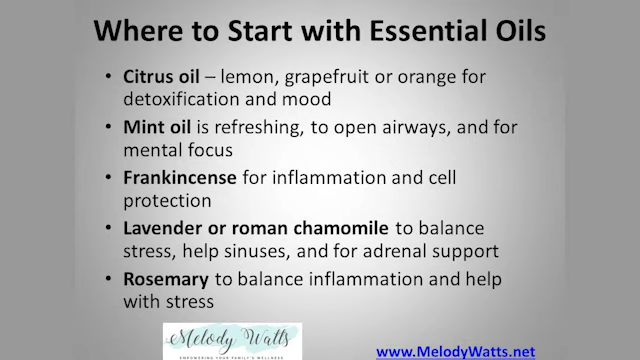 Where to Start with Essential Oils
• Citrus oil – lemon, grapefruit or orange for
detoxification and mood
• Mint oil is refreshing, to open airways, and for
mental focus
• Frankincense for inflammation and cell
protection
• Lavender or roman chamomile to balance
stress, help sinuses, and for adrenal support
• Rosemary to balance inflammation and help
with stress
Melody Watts
EMPOWERING YOUR FAMILY'S WELLNESS
www.MelodyWatts.net